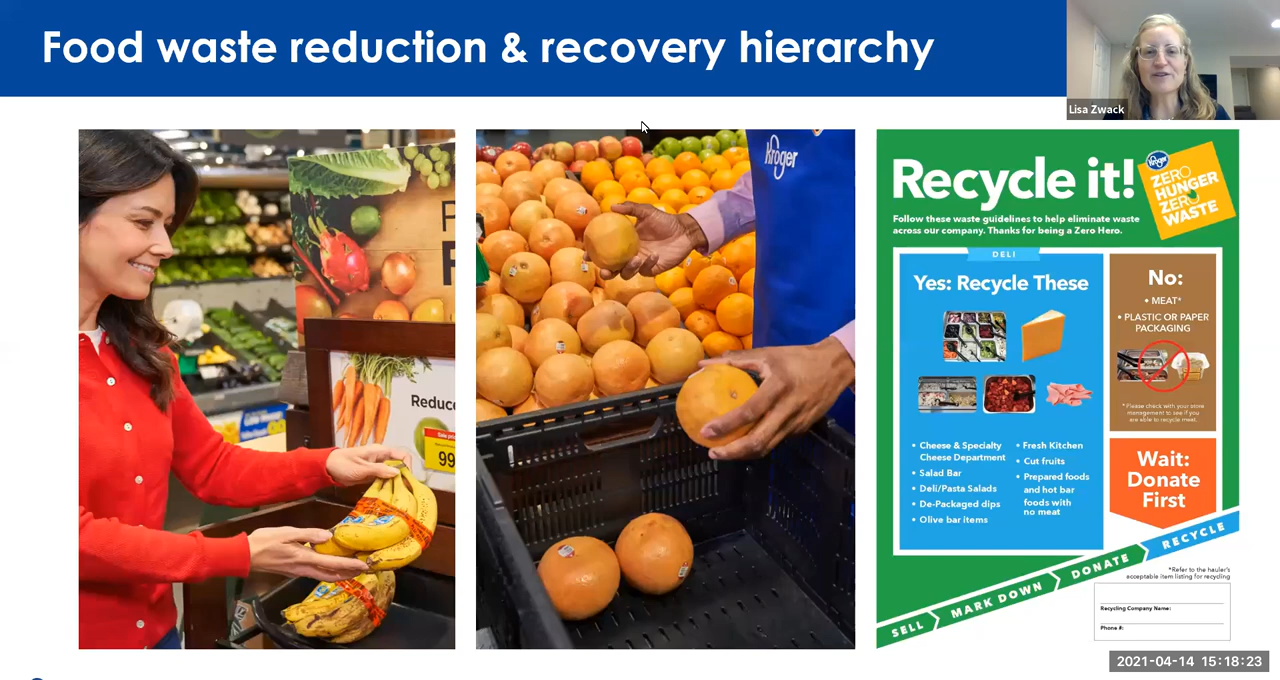 Food waste reduction & recovery hierarchy
Lisa Zwack
Reduce
99
Kroger
Recycle it!
Kroger
ZERO
HUNGER
ZERO
WASTE
Follow these waste guidelines to help eliminate waste
across our company. Thanks for being a Zero Hero.
DELI
Yes: Recycle These
• Cheese & Specialty
Cheese Department
• Salad Bar
• Deli/Pasta Salads
• De-Packaged dips
• Olive bar items
• Fresh Kitchen
• Cut fruits
• Prepared foods
and hot bar
foods with
no meat
No:
• MEAT*
• PLASTIC OR PAPER
PACKAGING
* Please check with your store
management to see if you
are able to recycle meat.
Wait:
Donate
First
SELL
MARK DOWN
DONATE
RECYCLE
*Refer to the hauler's
acceptable item listing for recycling
Recycling Company Name:
Phone #:
2021-04-14 15:18:23